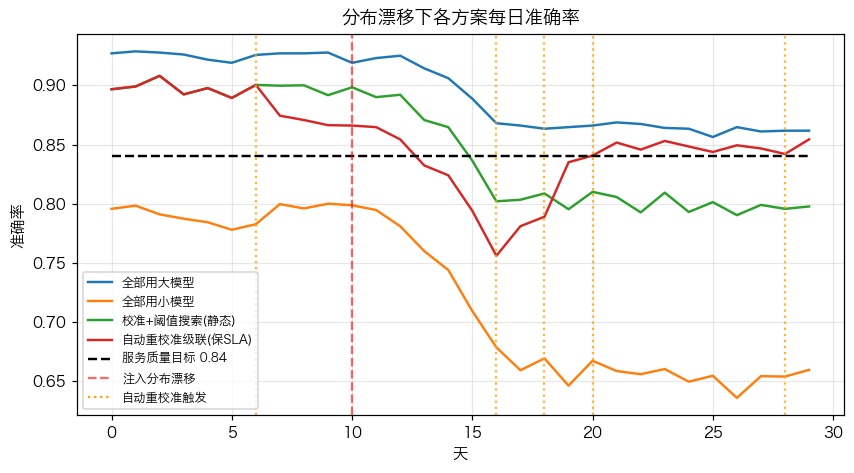 分布漂移下各方案每日准确率
准确率
0.90
0.85
0.80
0.75
0.70
0.65
全部用大模型
全部用小模型
校准+阈值搜索(静态)
自动重校准级联(保SLA)
服务质量目标 0.84
注入分布漂移
自动重校准触发
0 5 10 15 20 25 30
天